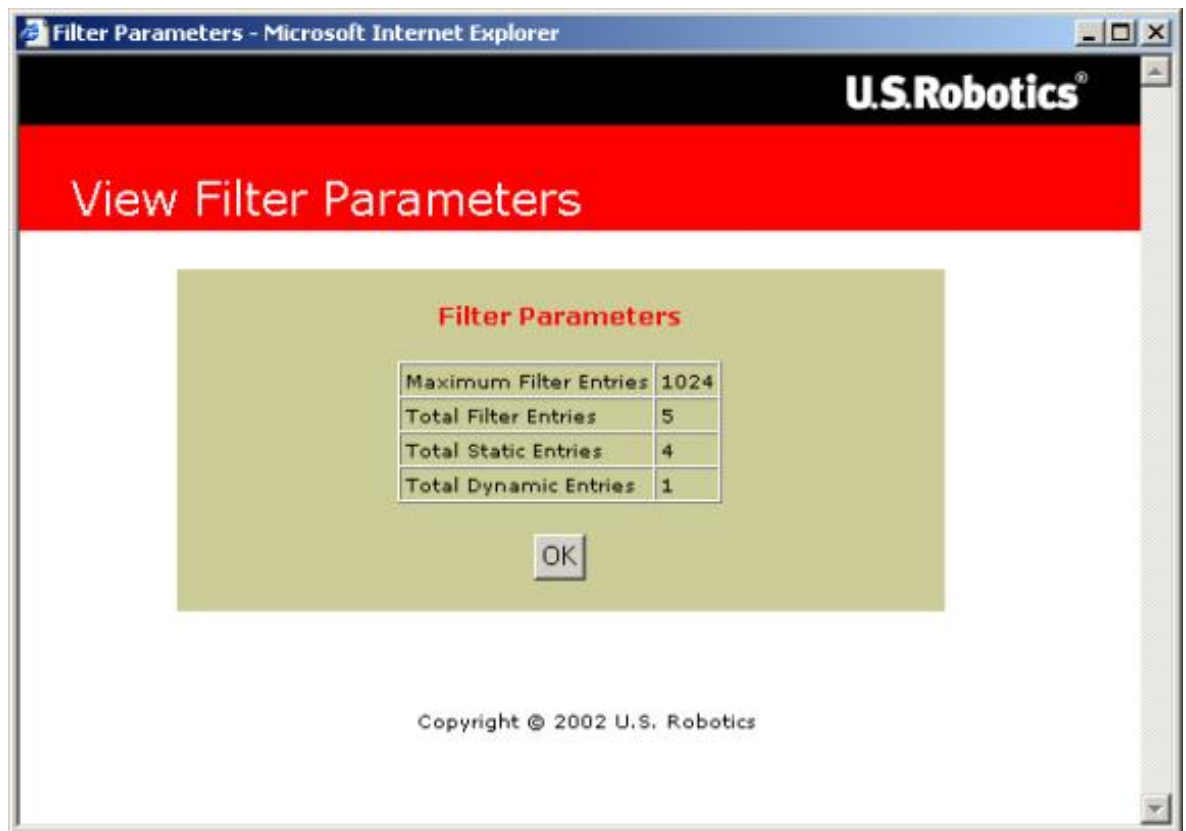 Filter Parameters - Microsoft Internet Explorer
U.S.Robotics®
View Filter Parameters
Filter Parameters
Maximum Filter Entries 1024
Total Filter Entries 5
Total Static Entries 4
Total Dynamic Entries 1
OK
Copyright © 2002 U.S. Robotics